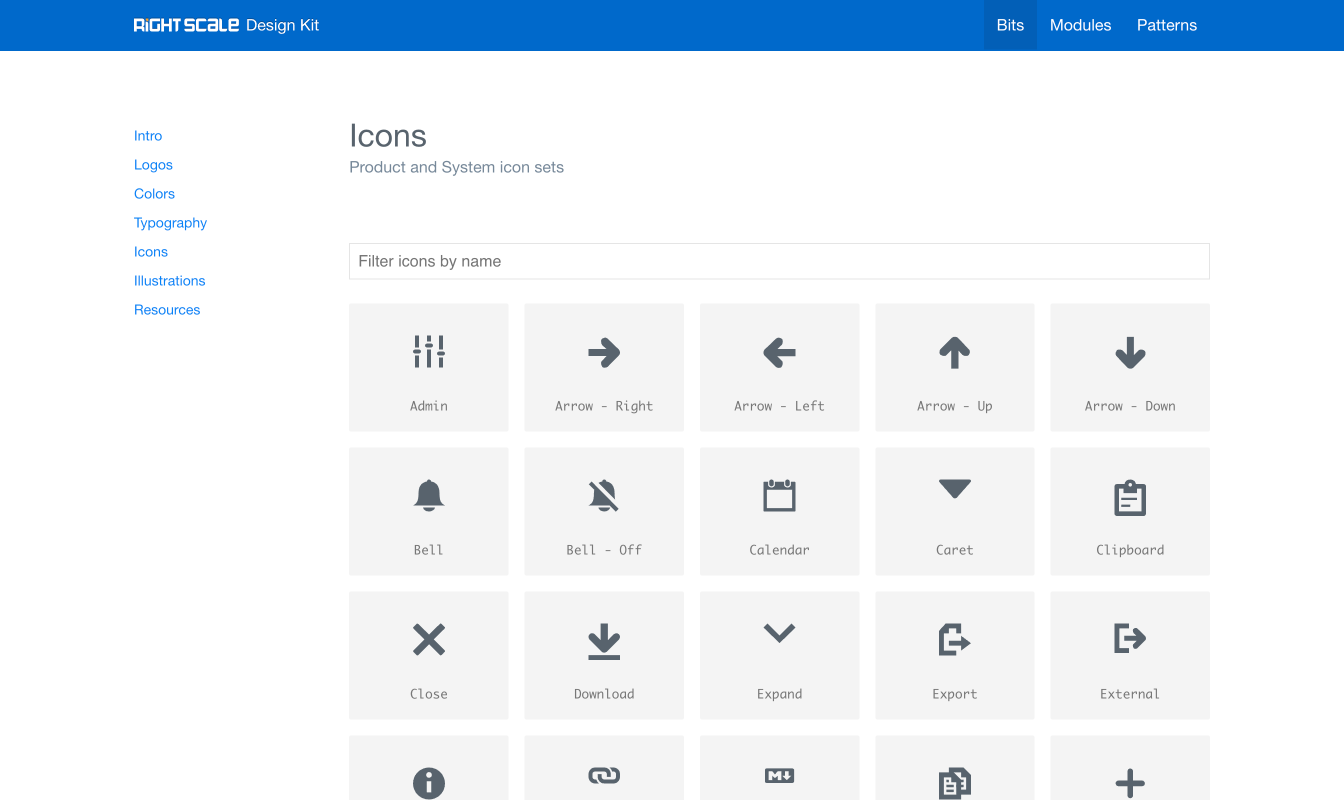 RIGHTSCALE Design Kit
Bits Modules Patterns
Intro
Logos
Colors
Typography
Icons
Illustrations
Resources
Icons
Product and System icon sets
Filter icons by name
Admin
Arrow - Right
Arrow - Left
Arrow - Up
Arrow - Down
Bell
Bell - Off
Calendar
Caret
Clipboard
Close
Download
Expand
Export
External
M